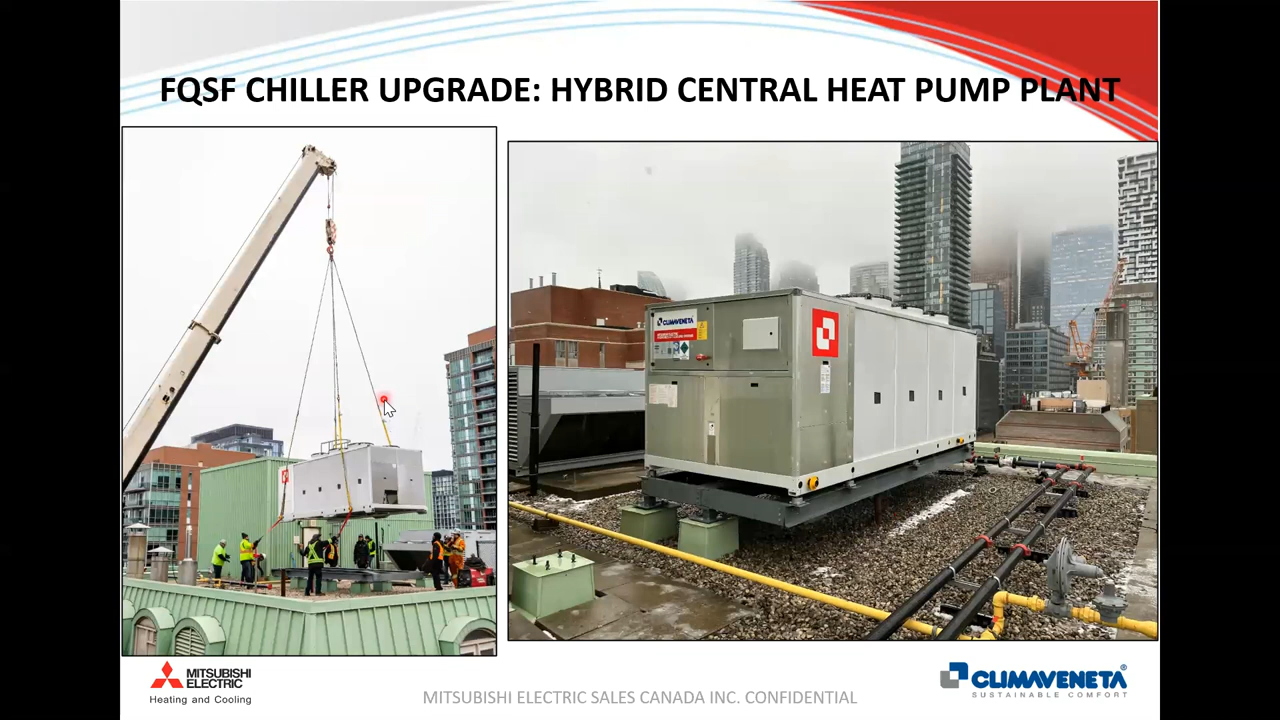 FQSF CHILLER UPGRADE: HYBRID CENTRAL HEAT PUMP PLANT
CLIMAVENETA
MITSUBISHI
ELECTRIC
Heating and Cooling
MITSUBISHI ELECTRIC SALES CANADA INC. CONFIDENTIAL
CLIMAVENETA®
SUSTAINABLE COMFORT